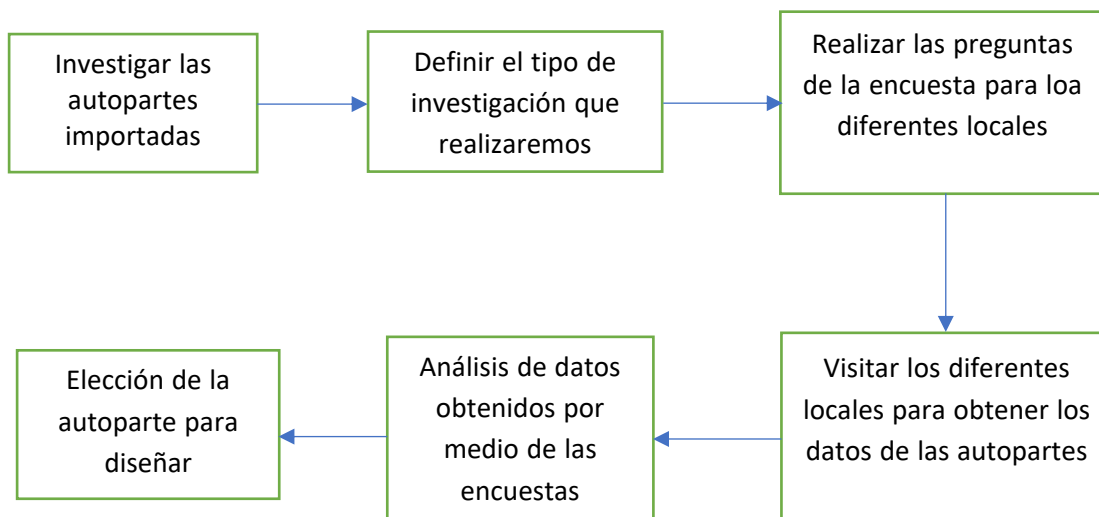 Investigar las
autopartes
importadas
Definir el tipo de
investigación que
realizaremos
Realizar las preguntas
de la encuesta para loa
diferentes locales
Visitar los diferentes
locales para obtener los
datos de las autopartes
Análisis de datos
obtenidos por
medio de las
encuestas
Elección de la
autoparte para
diseñar